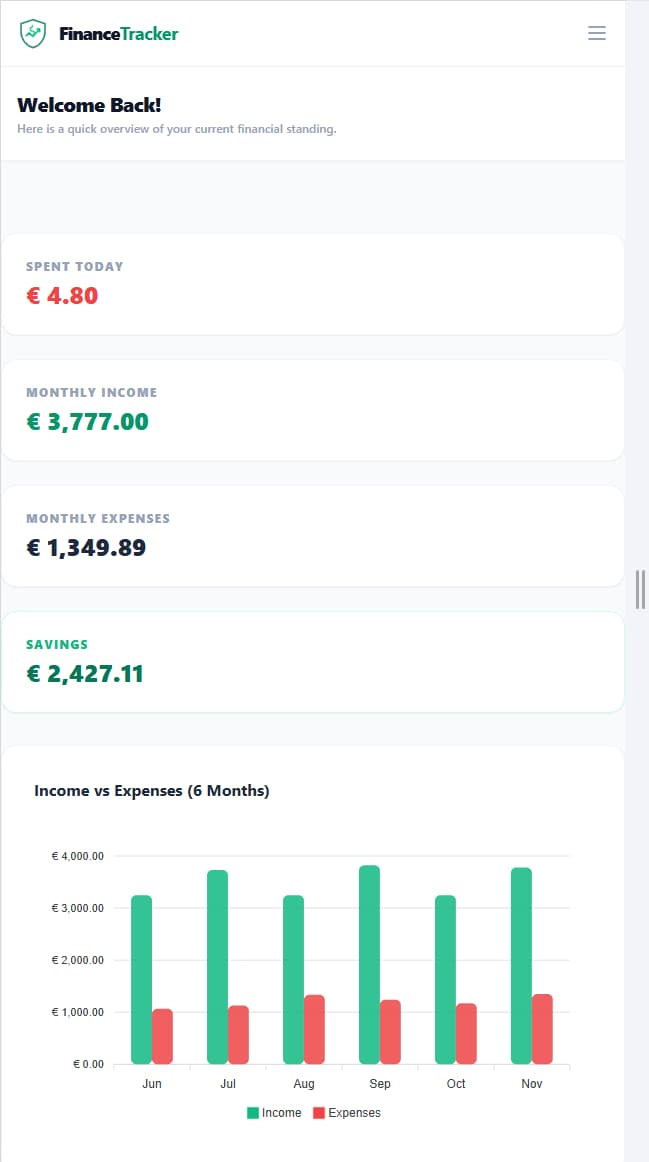 FinanceTracker
Welcome Back!
Here is a quick overview of your current financial standing.
SPENT TODAY
€ 4.80
MONTHLY INCOME
€ 3,777.00
MONTHLY EXPENSES
€ 1,349.89
SAVINGS
€ 2,427.11
Income vs Expenses (6 Months)
€ 4,000.00
€ 3,000.00
€ 2,000.00
€ 1,000.00
€ 0.00
Jun Jul Aug Sep Oct Nov
Income Expenses